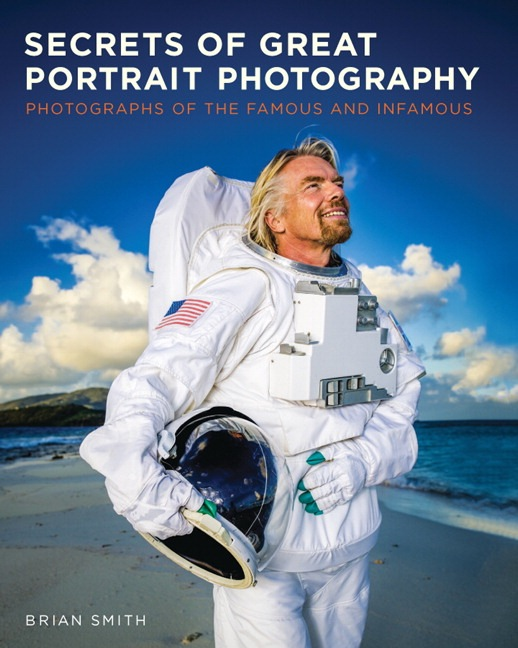 SECRETS OF GREAT
PORTRAIT PHOTOGRAPHY
PHOTOGRAPHS OF THE FAMOUS AND INFAMOUS
BRIAN SMITH